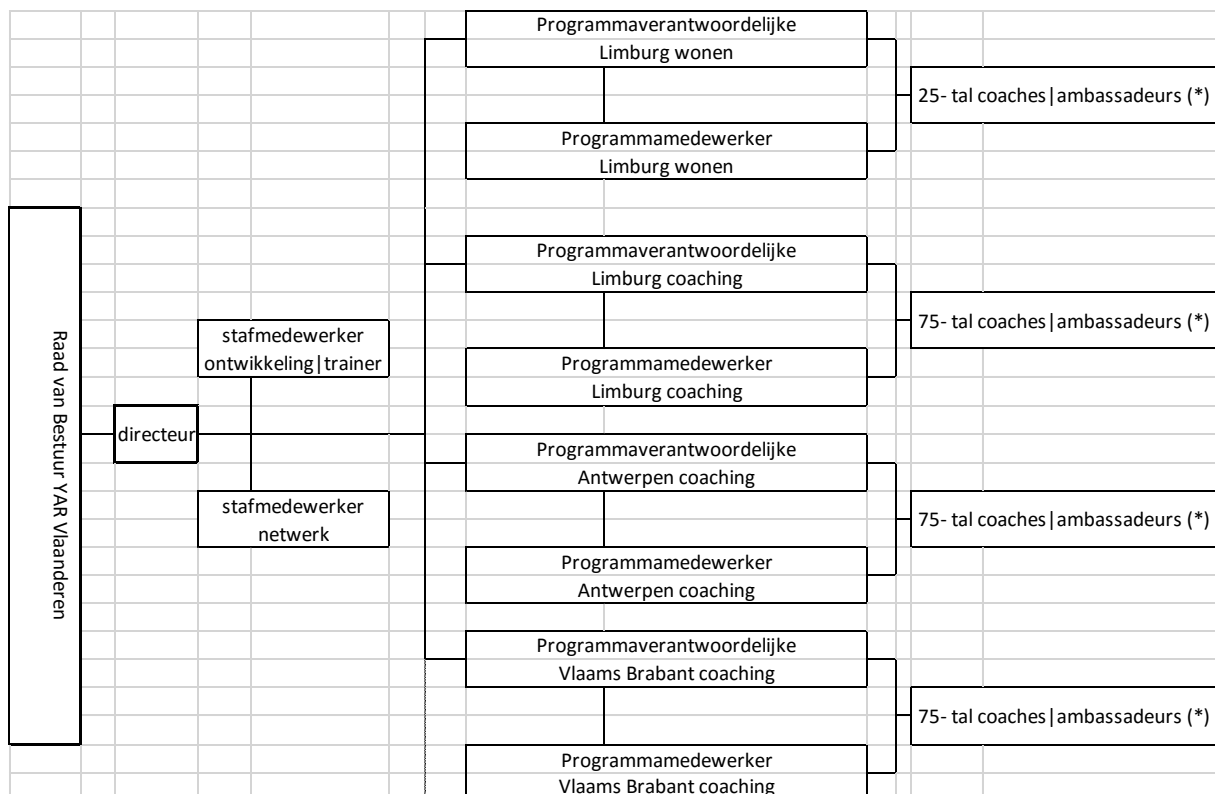 Raad van Bestuur YAR Vlaanderen
directeur
stafmedewerker
ontwikkeling|trainer
stafmedewerker
netwerk
Programmaverantwoordelijke
Limburg wonen
Programmamedewerker
Limburg wonen
25- tal coaches|ambassadeurs (*)
Programmaverantwoordelijke
Limburg coaching
Programmamedewerker
Limburg coaching
75- tal coaches|ambassadeurs (*)
Programmaverantwoordelijke
Antwerpen coaching
Programmamedewerker
Antwerpen coaching
75- tal coaches|ambassadeurs (*)
Programmaverantwoordelijke
Vlaams Brabant coaching
Programmamedewerker
Vlaams Brabant coaching
75- tal coaches|ambassadeurs (*)